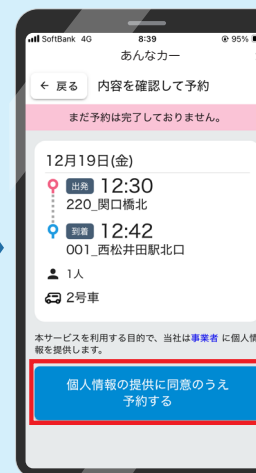 SoftBank 4G 8:39 95%
あんなカー
← 戻る 内容を確認して予約
まだ予約は完了しておりません。
12月19日(金)
出発 12:30
220_関口橋北
到着 12:42
001_西松井田駅北口
1人
2号車
本サービスを利用する目的で、当社は事業者 に個人情
報を提供します。
個人情報の提供に同意のうえ
予約する